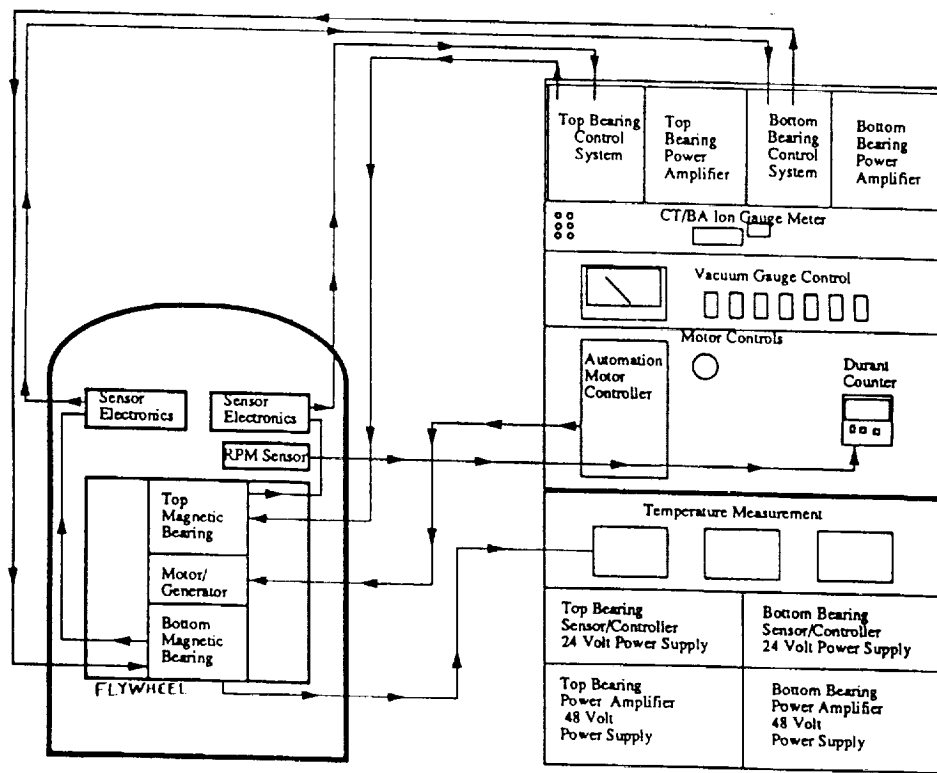 Top Bearing
Control
System
Top
Bearing
Power
Amplifier
Bottom
Bearing
Control
System
Bottom
Bearing
Power
Amplifier
CT/BA Ion Gauge Meter
Vacuum Gauge Control
Motor Controls
Automation
Motor
Controller
Durant
Counter
Sensor
Electronics
Sensor
Electronics
RPM Sensor
Top
Magnetic
Bearing
Motor/
Generator
Bottom
Magnetic
Bearing
FLYWHEEL
Temperature Measurement
Top Bearing
Sensor/Controller
24 Volt Power Supply
Bottom Bearing
Sensor/Controller
24 Volt Power Supply
Top Bearing
Power Amplifier
48 Volt
Power Supply
Bottom Bearing
Power Amplifier
48 Volt
Power Supply